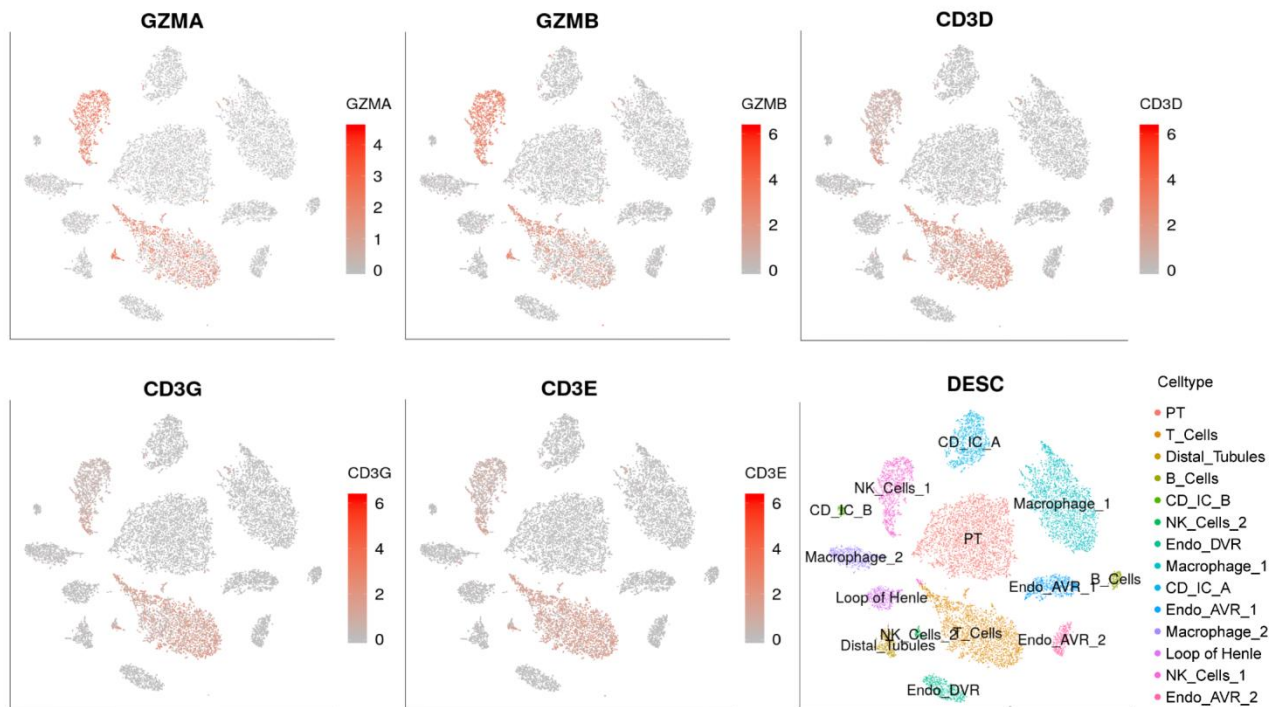 GZMA
GZMA
4
3
2
1
0
GZMB
GZMB
6
4
2
0
CD3D
CD3D
6
4
2
0
CD3G
CD3G
6
4
2
0
CD3E
CD3E
6
4
2
0
DESC
CD_IC_A
NK_Cells_1
Macrophage_1
CD_IC_B
PT
Macrophage_2
Endo_AVR_1
B_Cells
Loop of Henle
NK_Cells_2
T_Cells
Distal_Tubules
Endo_AVR_2
Endo_DVR
Celltype
PT
T_Cells
Distal_Tubules
B_Cells
CD_IC_B
NK_Cells_2
Endo_DVR
Macrophage_1
CD_IC_A
Endo_AVR_1
Macrophage_2
Loop of Henle
NK_Cells_1
Endo_AVR_2